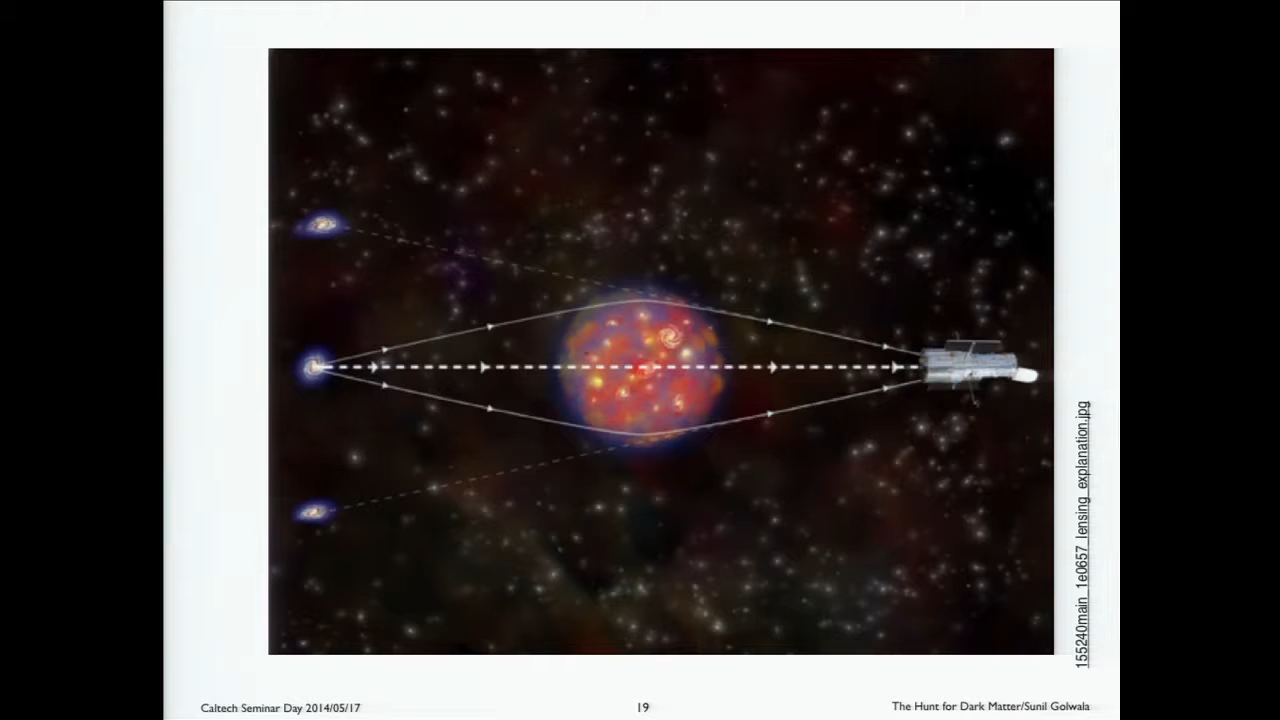 155240main_1e0657_lensing_explanation.jpg
Caltech Seminar Day 2014/05/17
19
The Hunt for Dark Matter/Sunil Golwala